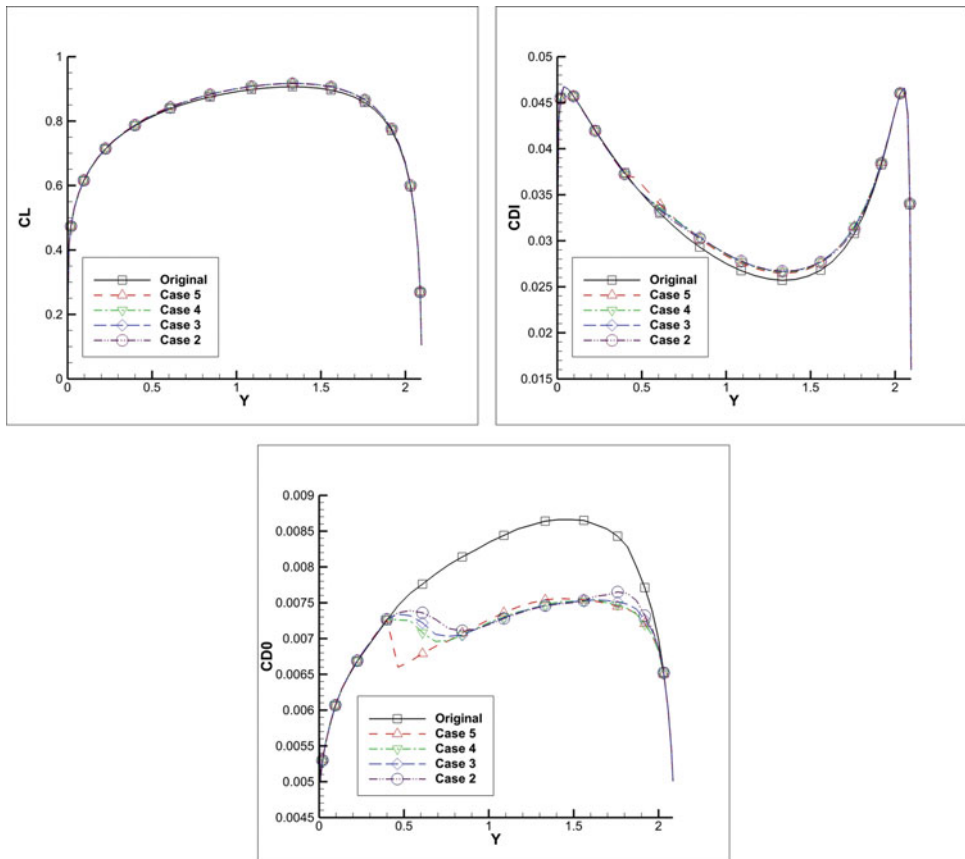 1
0.8
0.6
0.4
0.2
0
CL
Original
Case 5
Case 4
Case 3
Case 2
0 0.5 1 1.5 2
Y
0.05
0.045
0.04
0.035
0.03
0.025
0.02
0.015
CDI
Original
Case 5
Case 4
Case 3
Case 2
0 0.5 1 1.5 2
Y
0.009
0.0085
0.008
0.0075
0.007
0.0065
0.006
0.0055
0.005
0.0045
CD0
Original
Case 5
Case 4
Case 3
Case 2
0 0.5 1 1.5 2
Y